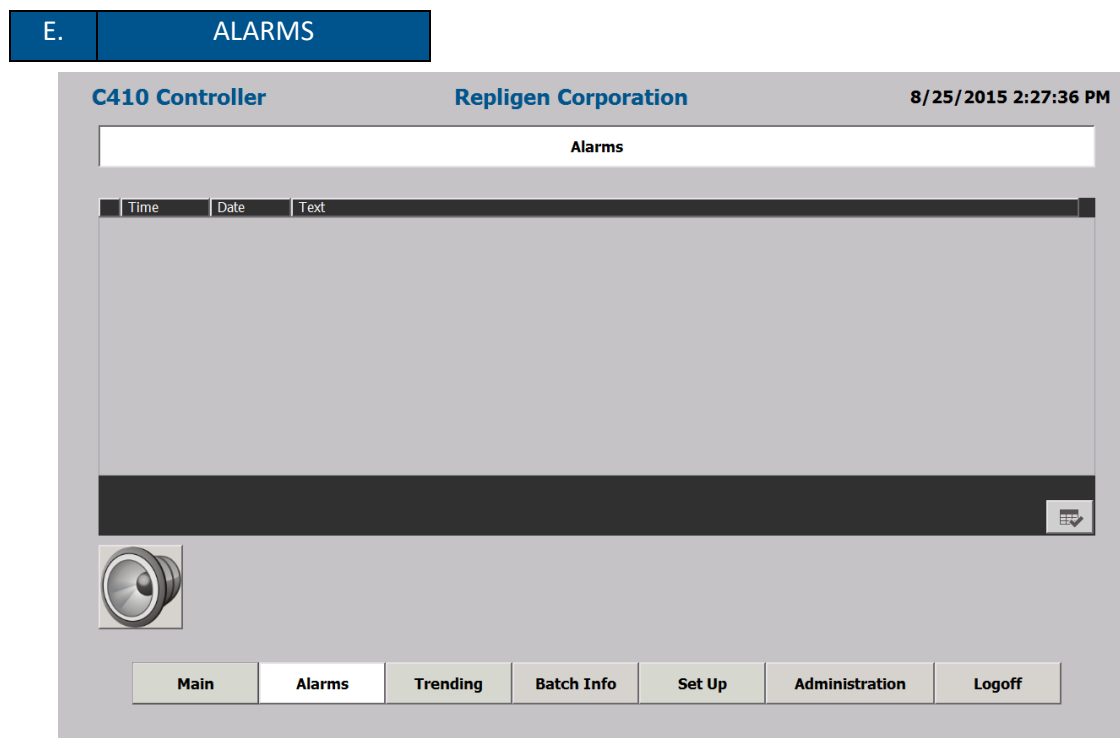 E. ALARMS
C410 Controller Repligen Corporation 8/25/2015 2:27:36 PM
Alarms
Time Date Text
Main Alarms Trending Batch Info Set Up Administration Logoff